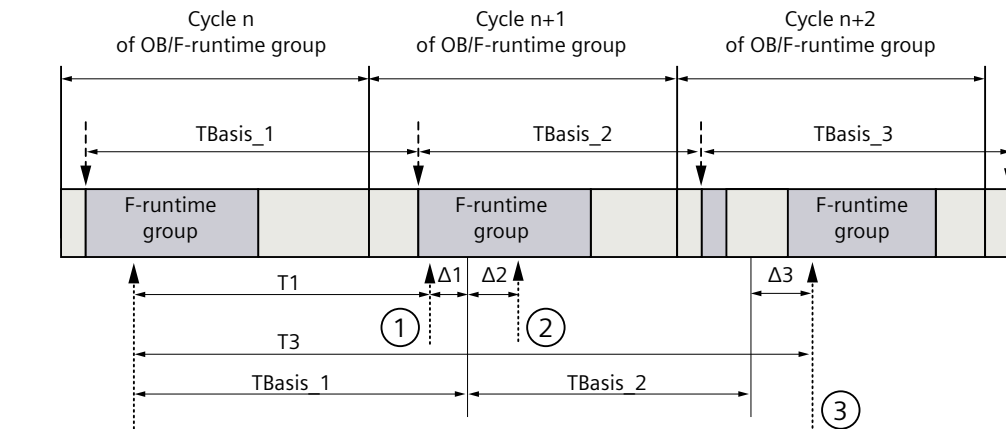 Cycle n
of OB/F-runtime group
Cycle n+1
of OB/F-runtime group
Cycle n+2
of OB/F-runtime group
TBasis_1
TBasis_2
TBasis_3
F-runtime
group
F-runtime
group
F-runtime
group
T1
Δ1
Δ2
Δ3
1
2
T3
TBasis_1
TBasis_2
3